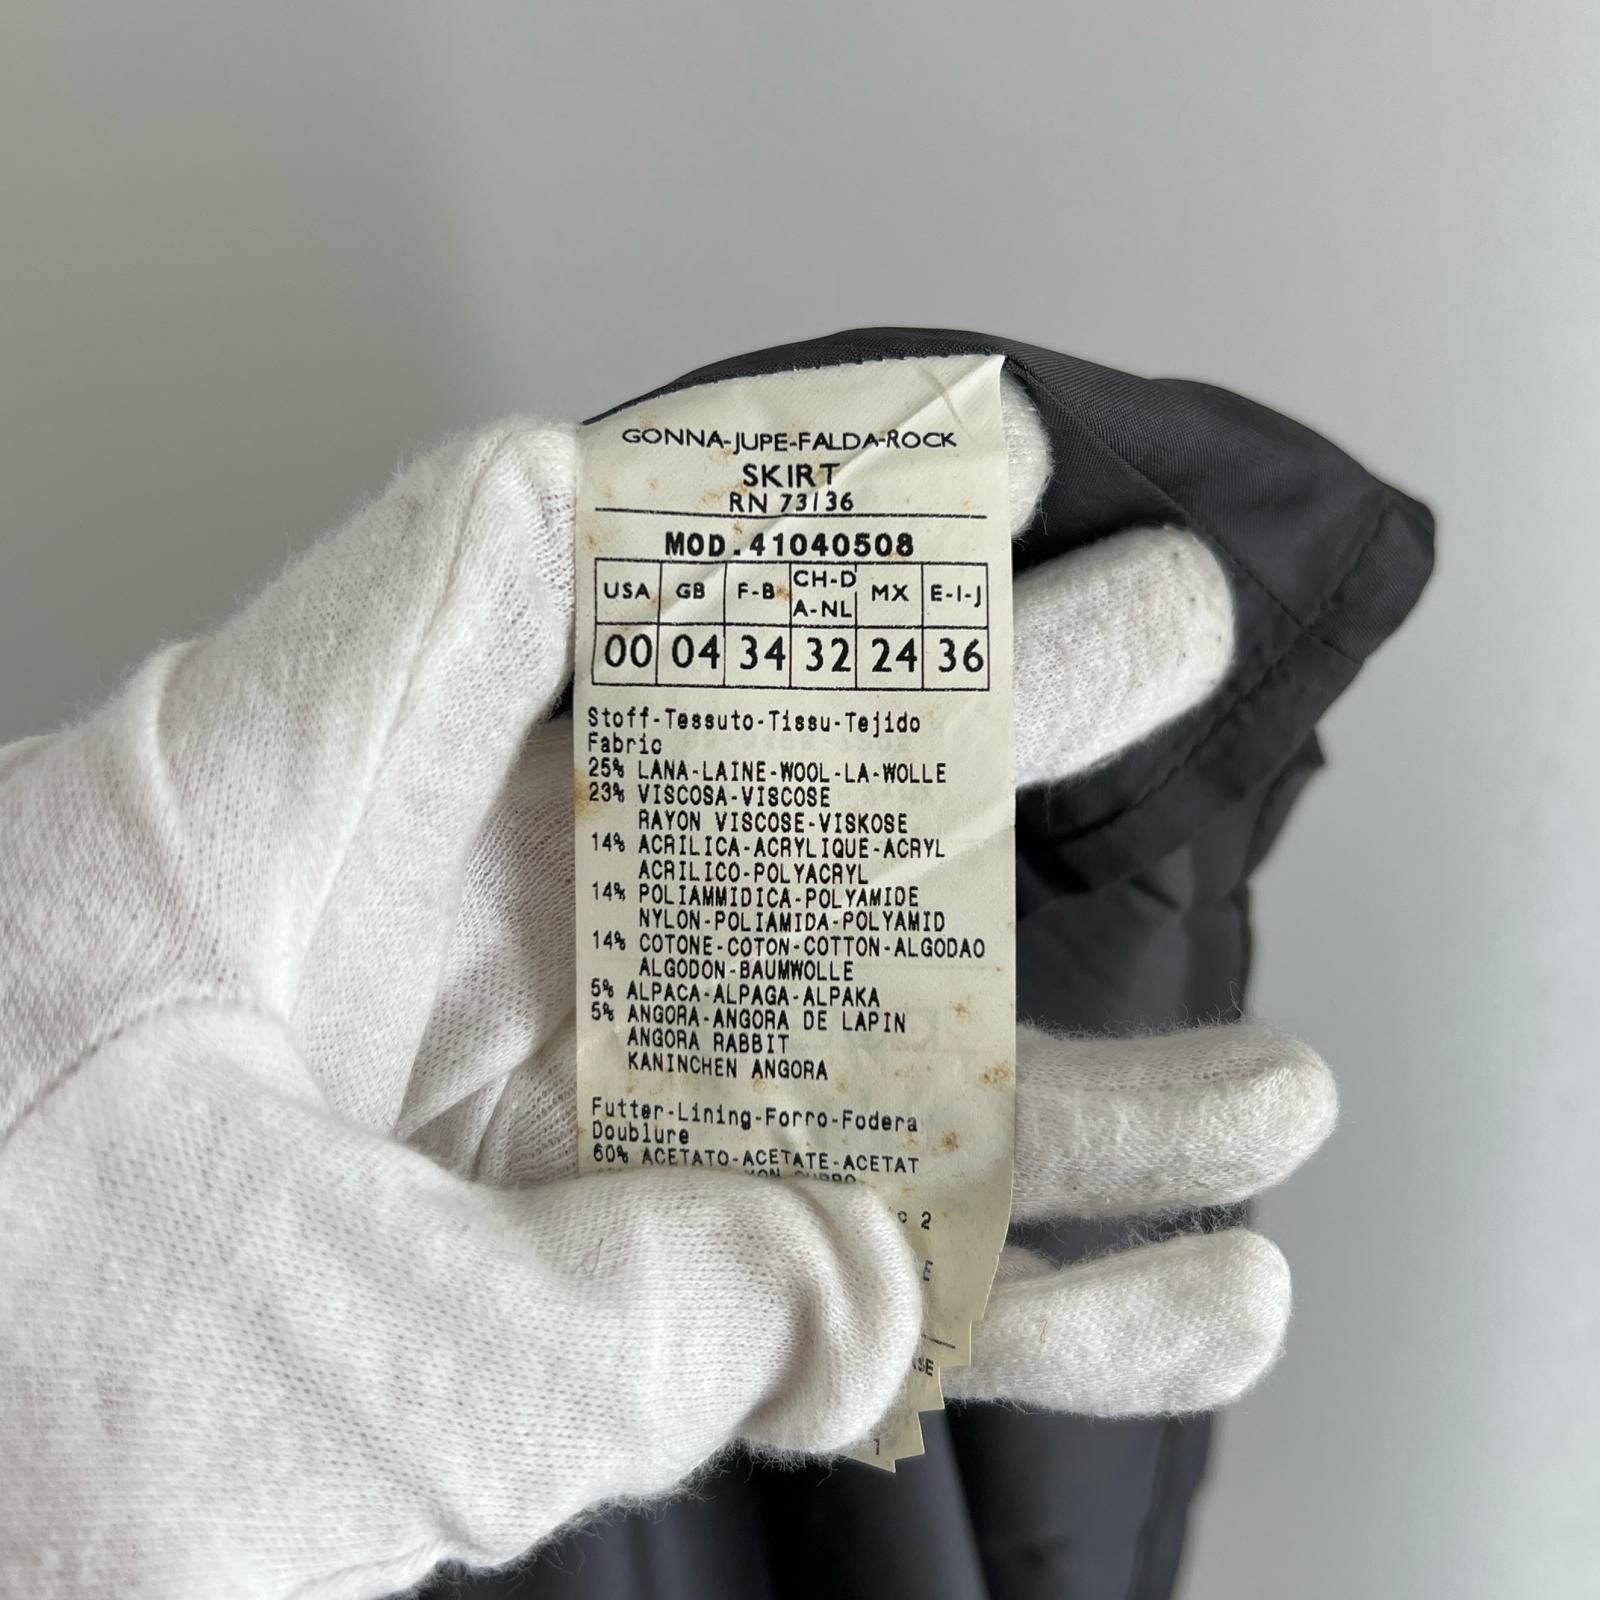 GONNA-JUPE-FALDA-ROCK
SKIRT
RN 73136
MOD.41040508
USA GB F-B CH-D A-NL MX E-I-J
00 04 34 32 24 36
Stoff-Tessuto-Tissu-Tejido
Fabric
25% LANA-LAINE-WOOL-LA-WOLLE
23% VISCOSA-VISCOSE
RAYON VISCOSE-VISKOSE
14% ACRILICA-ACRYLIQUE-ACRYL
ACRILICO-POLYACRYL
14% POLIAMMIDICA-POLYAMIDE
NYLON-POLIAMIDA-POLYAMID
14% COTONE-COTON-COTTON-ALGODAO
ALGODON-BAUMWOLLE
5% ALPACA-ALPAGA-ALPAKA
5% ANGORA-ANGORA DE LAPIN
ANGORA RABBIT
KANINCHEN ANGORA
Futter-Lining-Forro-Fodera
Doublure
60% ACETATO-ACETATE-ACETAT
2
E
1